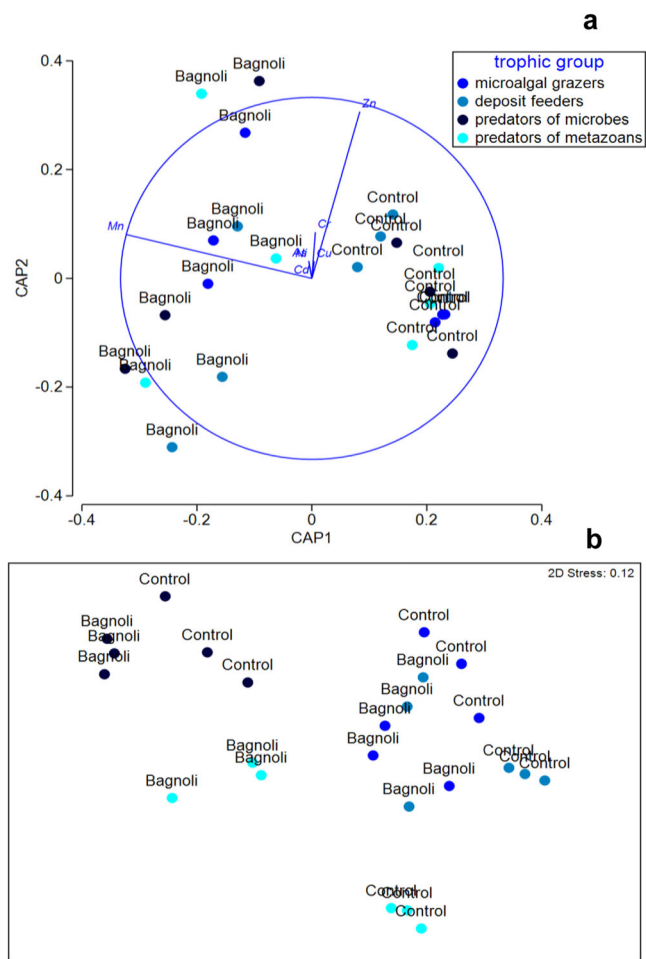 a
trophic group
microalgal grazers
deposit feeders
predators of microbes
predators of metazoans
0.4
0.2
0
-0.2
-0.4
CAP2
-0.4
-0.2
0
0.2
0.4
CAP1
Bagnoli
Bagnoli
Bagnoli
Zn
Mn
Bagnoli
Bagnoli
Bagnoli
Cr
Cu
Cd
Bagnoli
Bagnoli
Bagnoli
Bagnoli
Bagnoli
Bagnoli
Control
Control
Control
Control
Control
Control
Control
Control
Control
Control
Control
Control
b
2D Stress: 0.12
Control
Bagnoli
Bagnoli
Bagnoli
Control
Control
Control
Control
Bagnoli
Bagnoli
Control
Bagnoli
Bagnoli
Bagnoli
Bagnoli
Bagnoli
Bagnoli
Bagnoli
Control
Control
Control
Control
Control
Control